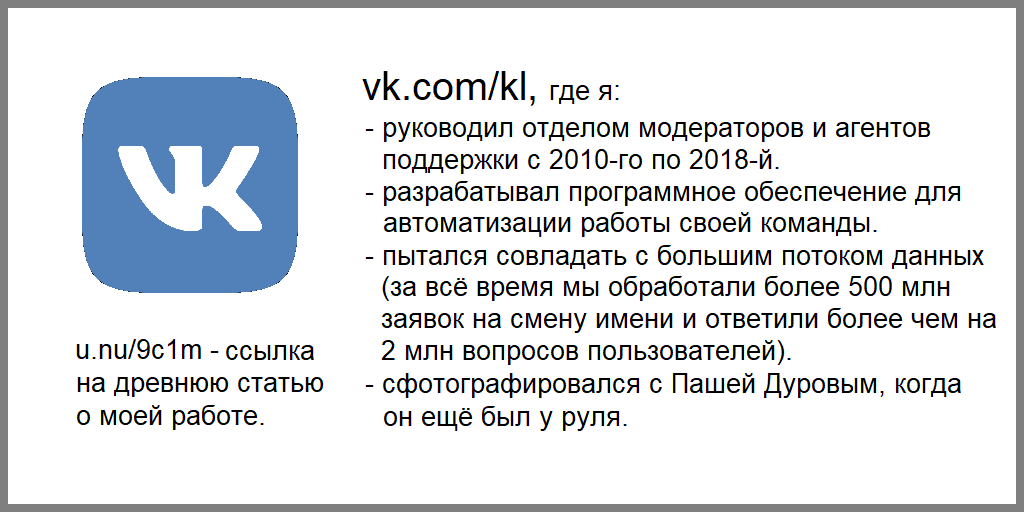 VK
vk.com/kl, где я:
- руководил отделом модераторов и агентов
поддержки с 2010-го по 2018-й.
- разрабатывал программное обеспечение для
автоматизации работы своей команды.
- пытался совладать с большим потоком данных
(за всё время мы обработали более 500 млн
заявок на смену имени и ответили более чем на
2 млн вопросов пользователей).
- сфотографировался с Пашей Дуровым, когда
он ещё был у руля.
u.nu/9c1m - ссылка
на древнюю статью
о моей работе.